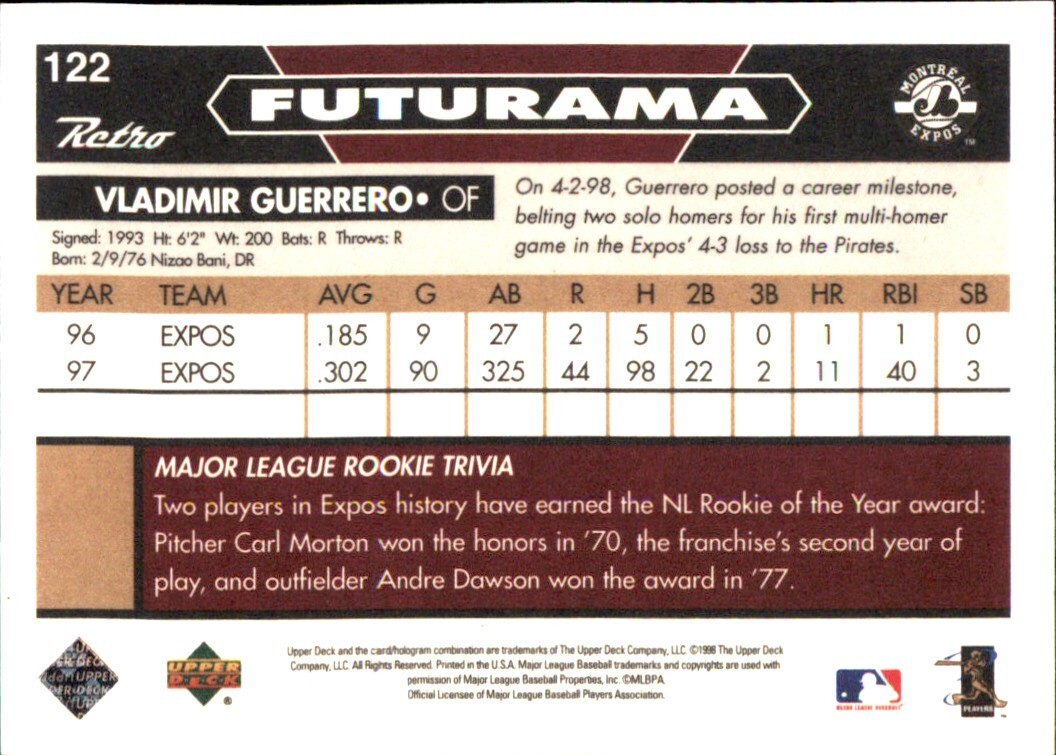 122
Retro
FUTURAMA
MONTRÉAL
EXPOS
TM
VLADIMIR GUERRERO• OF
Signed: 1993 Ht: 6'2" Wt: 200 Bats: R Throws: R
Born: 2/9/76 Nizao Bani, DR
On 4-2-98, Guerrero posted a career milestone,
belting two solo homers for his first multi-homer
game in the Expos' 4-3 loss to the Pirates.
YEAR TEAM AVG G AB R H 2B 3B HR RBI SB
96 EXPOS .185 9 27 2 5 0 0 1 1 0
97 EXPOS .302 90 325 44 98 22 2 11 40 3
MAJOR LEAGUE ROOKIE TRIVIA
Two players in Expos history have earned the NL Rookie of the Year award:
Pitcher Carl Morton won the honors in '70, the franchise's second year of
play, and outfielder Andre Dawson won the award in '77.
UPPER
DECK
®
Upper Deck and the card/hologram combination are trademarks of The Upper Deck Company, LLC. ©1998 The Upper Deck
Company, LLC. All Rights Reserved. Printed in the U.S.A. Major League Baseball trademarks and copyrights are used with
permission of Major League Baseball Properties, Inc. ©MLBPA
Official Licensee of Major League Baseball Players Association.
MAJOR LEAGUE BASEBALL
PLAYERS